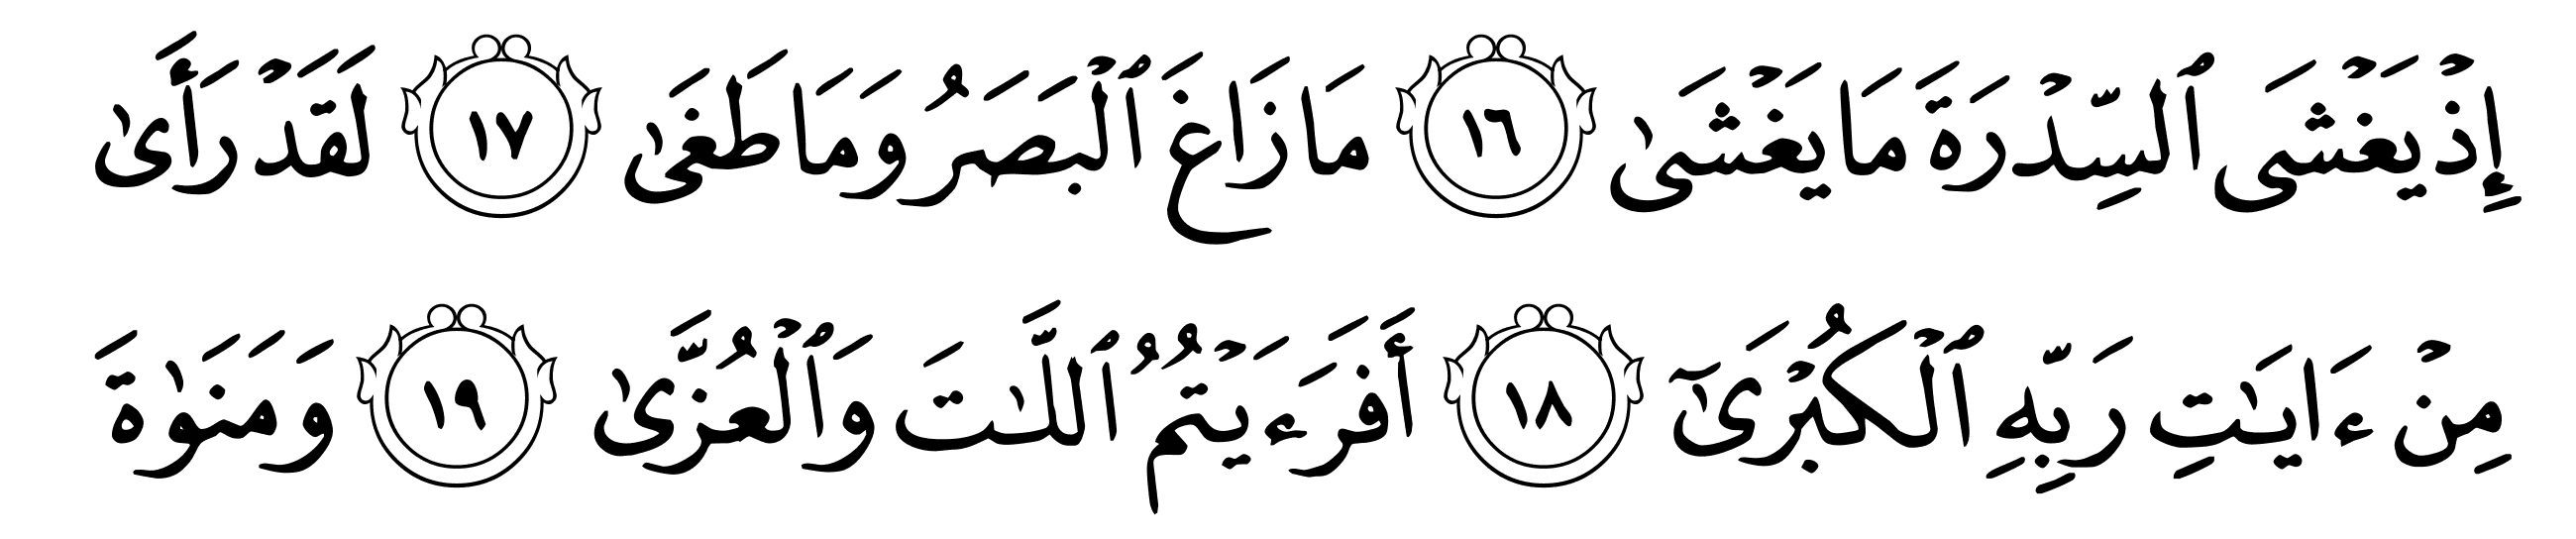 إِذۡ يَغۡشَى ٱلسِّدۡرَةَ مَا يَغۡشَىٰ ١٦ مَا زَاغَ ٱلۡبَصَرُ وَمَا طَغَىٰ ١٧ لَقَدۡ رَأَىٰ
مِنۡ ءَايَٰتِ رَبِّهِ ٱلۡكُبۡرَىٰٓ ١٨ أَفَرَءَيۡتُمُ ٱللَّٰتَ وَٱلۡعُزَّىٰ ١٩ وَمَنَوٰةَ